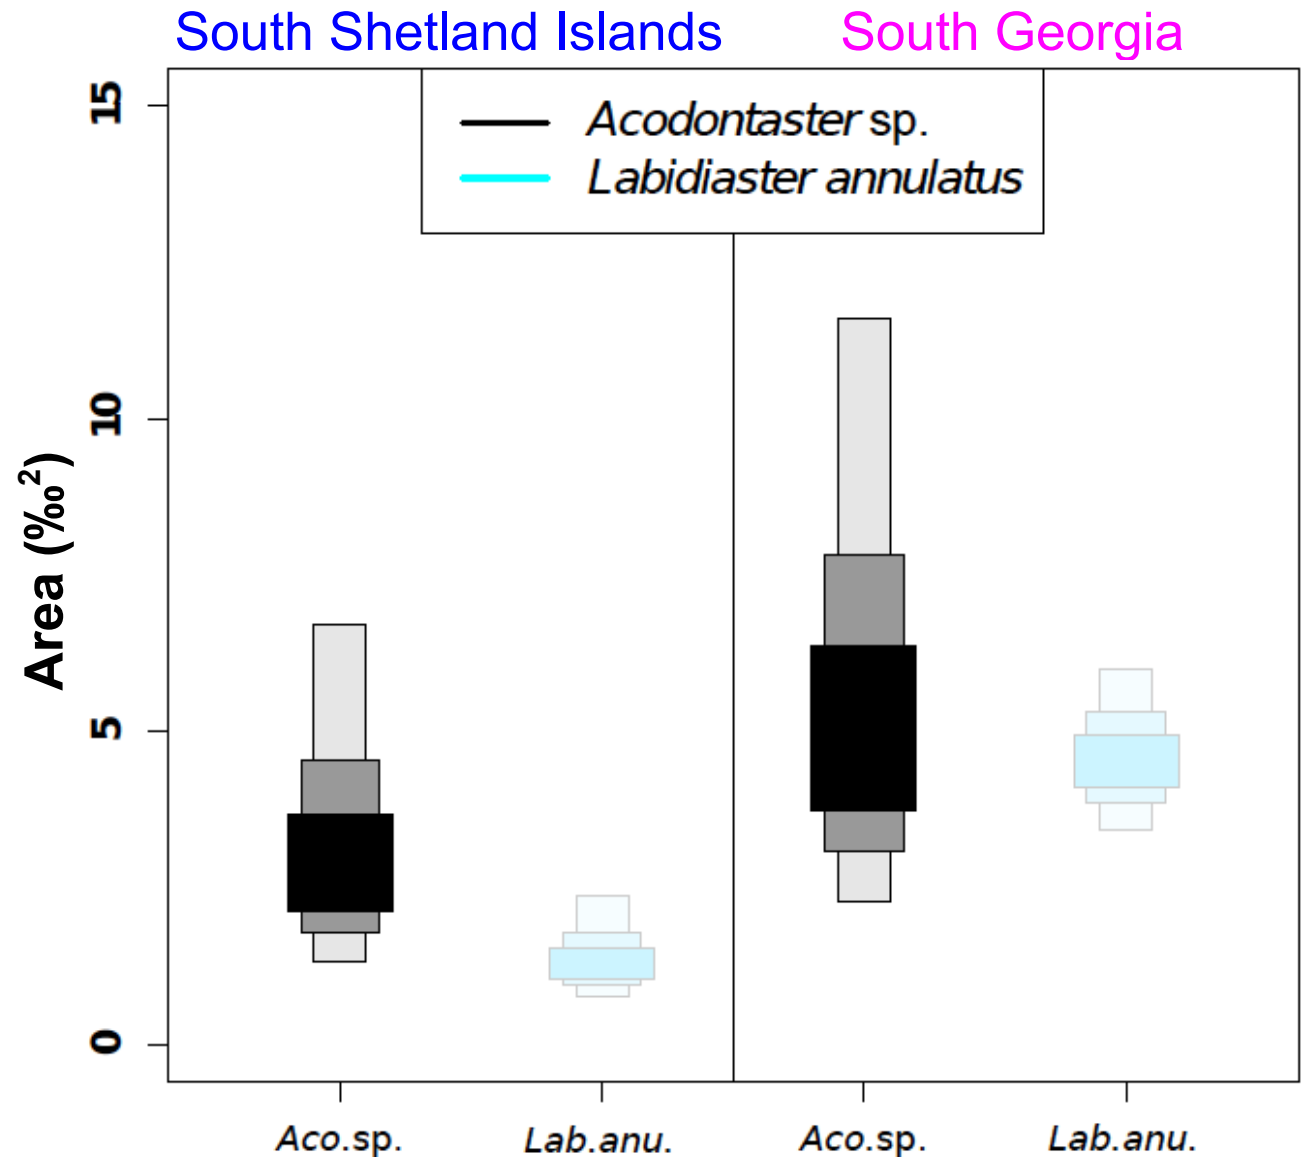 South Shetland Islands South Georgia
Acodontaster sp.
Labidiaster annulatus
15
10
5
0
Area (‰²)
Aco.sp. Lab.anu. Aco.sp. Lab.anu.